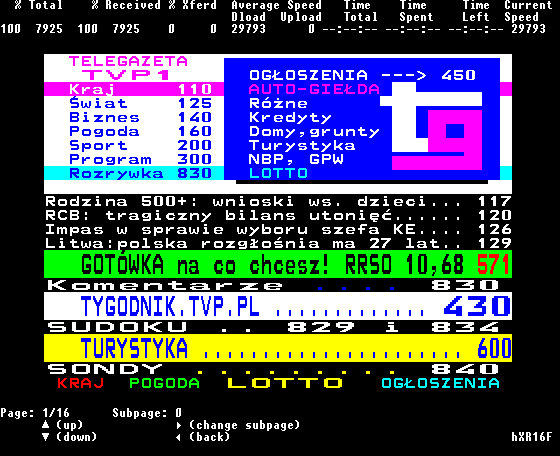 % Total % Received % Xferd Average Speed Time Time Time Current
Dload Upload Total Spent Left Speed
100 7925 100 7925 0 0 29793 0 --:--:-- --:--:-- --:--:-- 29793
TELEGAZETA
TVP1
OGŁOSZENIA ---> 450
Kraj 110 AUTO-GIEŁDA
Świat 125 Różne
Biznes 140 Kredyty
Pogoda 160 Domy,grunty
Sport 200 Turystyka
Program 300 NBP, GPW
Rozrywka 830 LOTTO
tg
Rodzina 500+: wnioski ws. dzieci... 117
RCB: tragiczny bilans utonięć...... 120
Impas w sprawie wyboru szefa KE.... 126
Litwa:polska rozgłośnia ma 27 lat.. 129
GOTÓWKA na co chcesz! RRSO 10,68 571
Komentarze .... 830
TYGODNIK.TVP.PL ............. 430
SUDOKU .. 829 i 834
TURYSTYKA ...................... 600
SONDY ......... 840
KRAJ POGODA LOTTO OGŁOSZENIA
Page: 1/16 Subpage: 0
▲ (up) ▶ (change subpage)
▼ (down) ◀ (back)
hXR16F